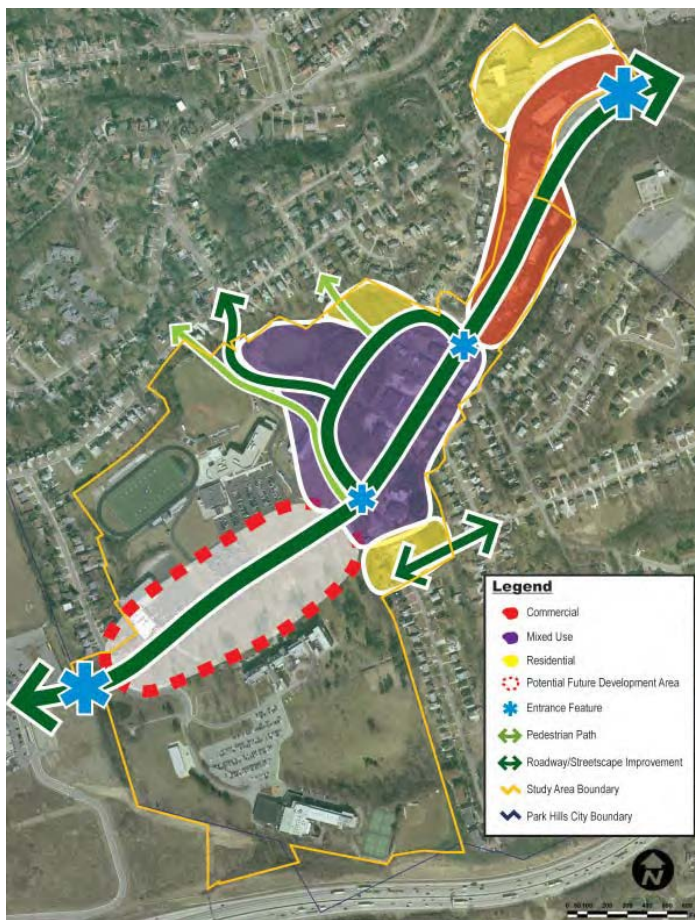 Legend
Commercial
Mixed Use
Residential
Potential Future Development Area
Entrance Feature
Pedestrian Path
Roadway/Streetscape Improvement
Study Area Boundary
Park Hills City Boundary
N